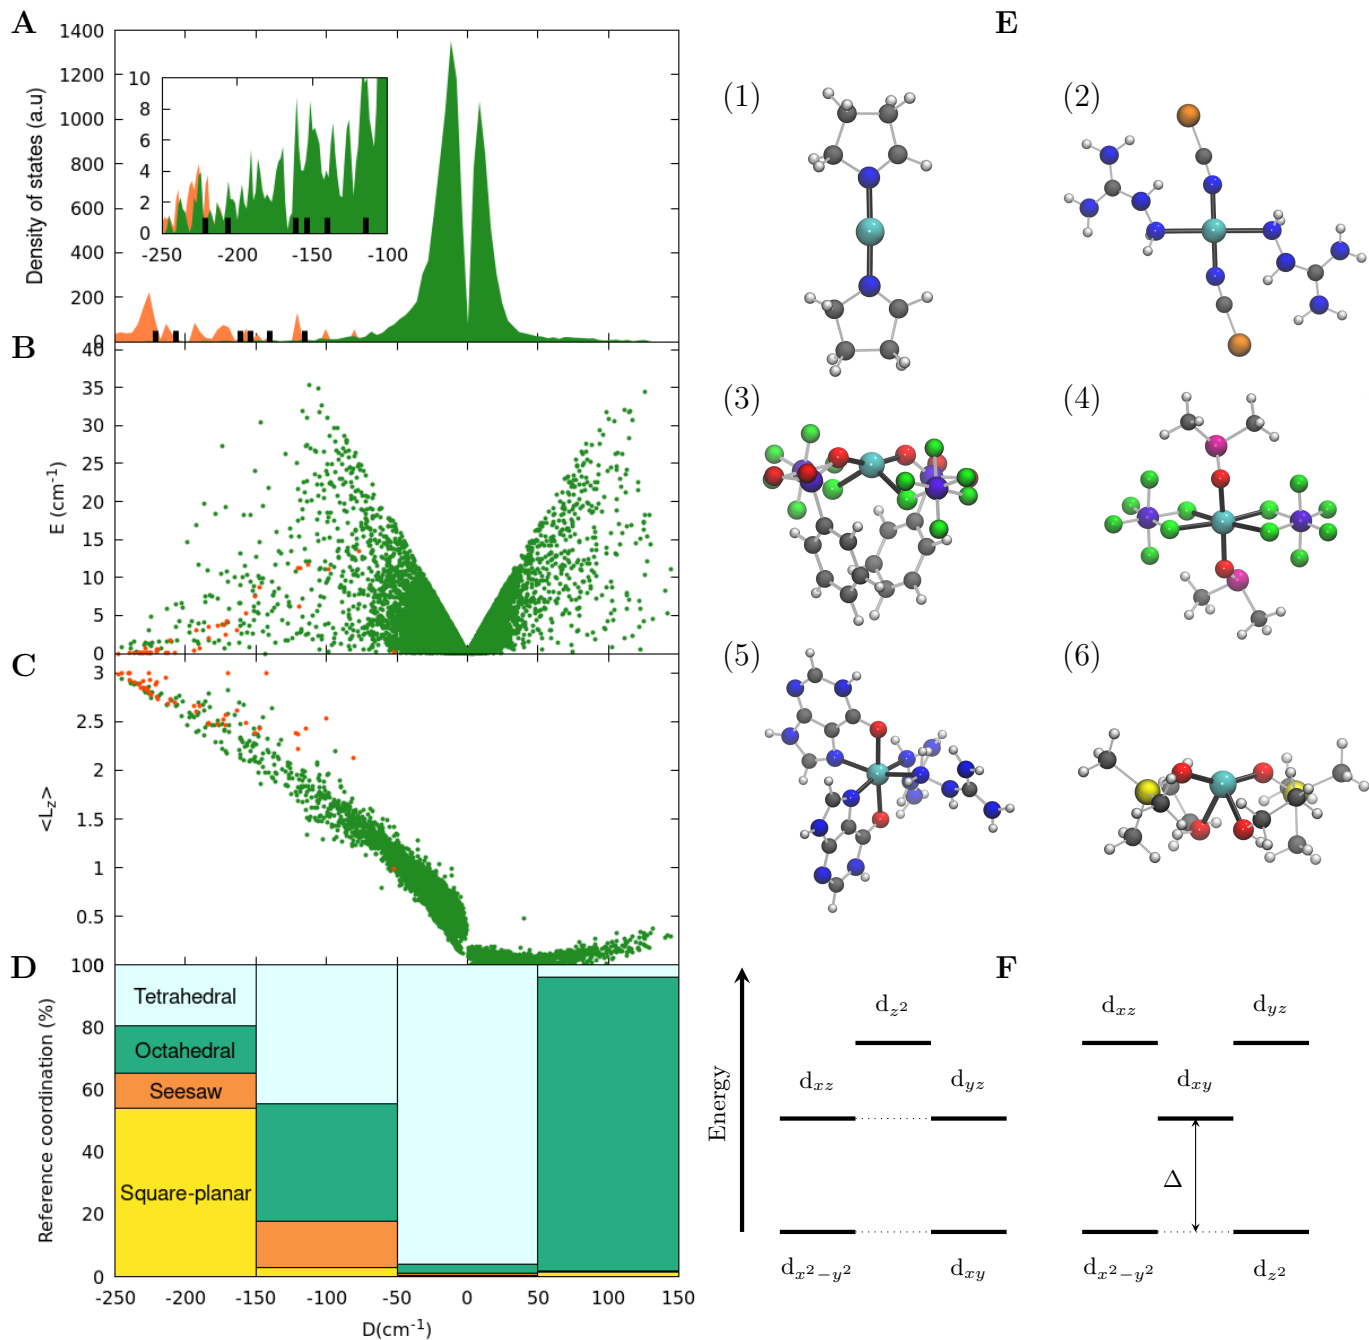 A
Density of states (a.u)
1400
1200
1000
800
600
400
200
0
10
8
6
4
2
0
-250 -200 -150 -100
B
E (cm-1)
40
35
30
25
20
15
10
5
0
C
<Lz>
3
2.5
2
1.5
1
0.5
0
D
Reference coordination (%)
100
80
60
40
20
0
Tetrahedral
Octahedral
Seesaw
Square-planar
-250 -200 -150 -100 -50 0 50 100 150
D(cm-1)
E
(1) (2)
(3) (4)
(5) (6)
F
Energy
dz2
dxz dyz
dx2−y2 dxy
dxz dyz
dxy
Δ
dx2−y2 dz2